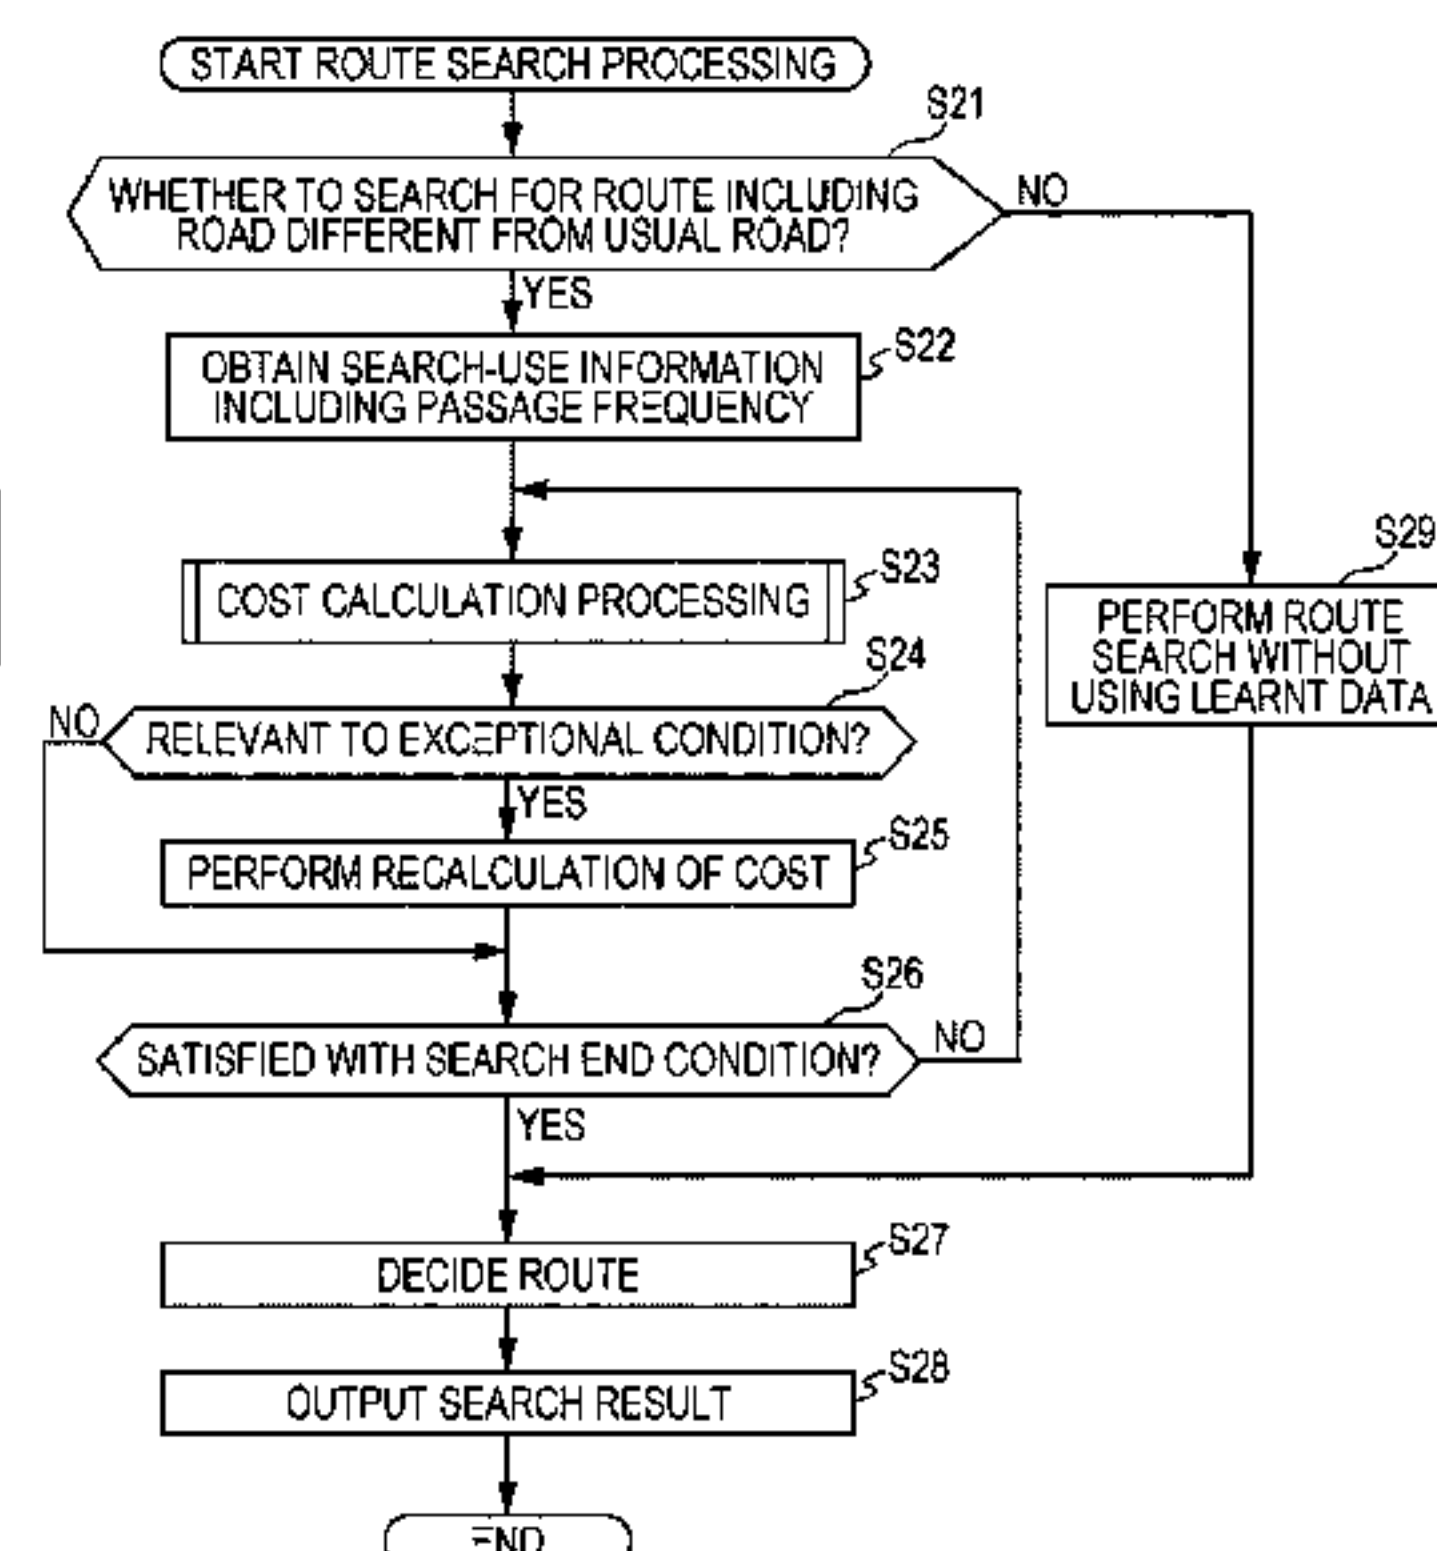 START ROUTE SEARCH PROCESSING
S21
WHETHER TO SEARCH FOR ROUTE INCLUDING
ROAD DIFFERENT FROM USUAL ROAD?
NO
YES
S22
OBTAIN SEARCH-USE INFORMATION
INCLUDING PASSAGE FREQUENCY
S23
COST CALCULATION PROCESSING
S29
PERFORM ROUTE
SEARCH WITHOUT
USING LEARNT DATA
S24
NO
RELEVANT TO EXCEPTIONAL CONDITION?
YES
S25
PERFORM RECALCULATION OF COST
S26
SATISFIED WITH SEARCH END CONDITION?
NO
YES
S27
DECIDE ROUTE
S28
OUTPUT SEARCH RESULT
END